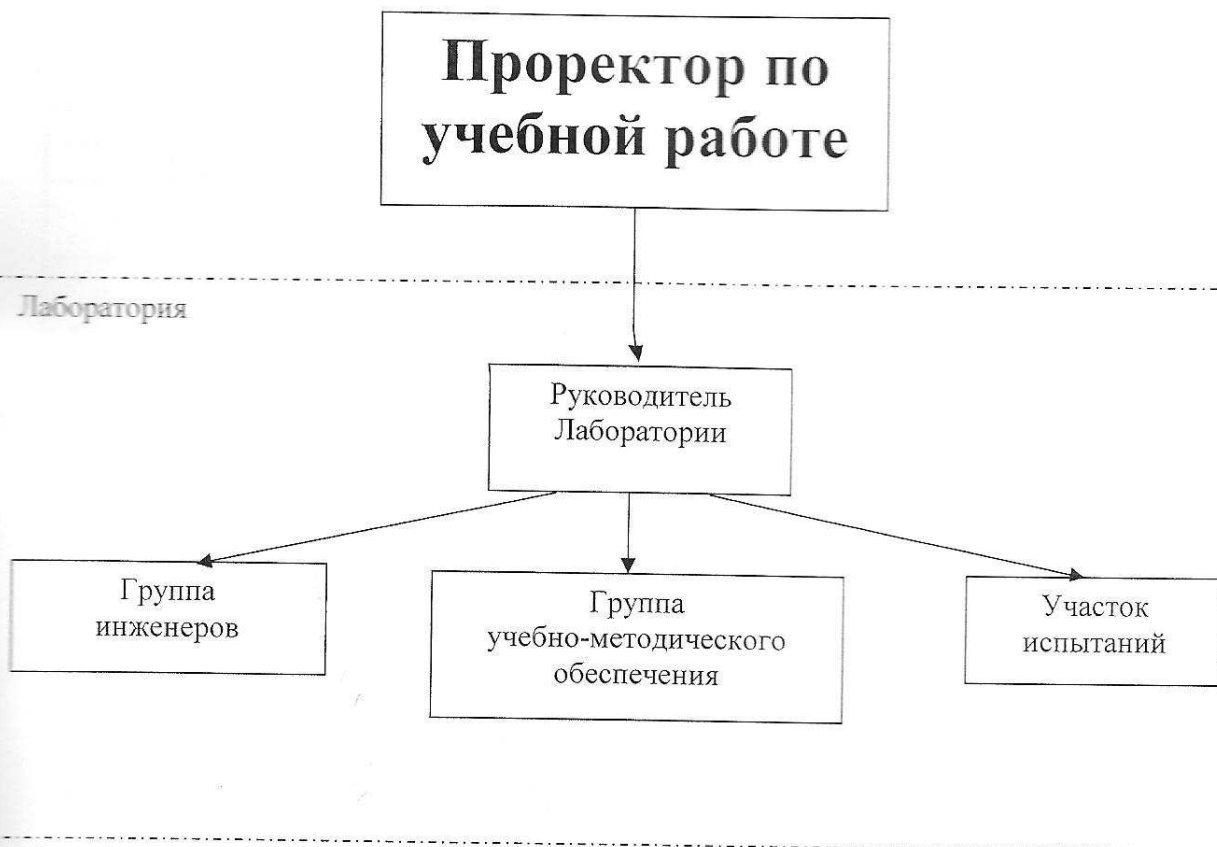 Проректор по
учебной работе
Лаборатория
Руководитель
Лаборатории
Группа
инженеров
Группа
учебно-методического
обеспечения
Участок
испытаний